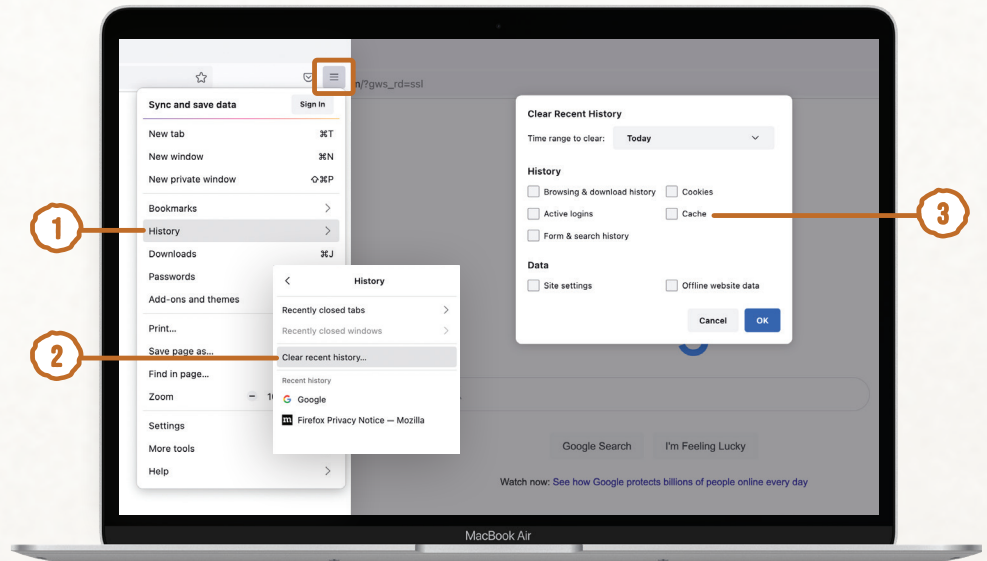 n/?gws_rd=ssl
Sync and save data Sign In
New tab ⌘T
New window ⌘N
New private window ⇧⌘P
Bookmarks
History
Downloads ⌘J
Passwords
Add-ons and themes
Print...
Save page as...
Find in page...
Zoom − 1
Settings
More tools
Help
1
2
History
Recently closed tabs
Recently closed windows
Clear recent history...
Recent history
G Google
m Firefox Privacy Notice — Mozilla
Clear Recent History
Time range to clear: Today
History
Browsing & download history Cookies
Active logins Cache
Form & search history
Data
Site settings Offline website data
Cancel OK
3
Google Search I'm Feeling Lucky
Watch now: See how Google protects billions of people online every day
MacBook Air